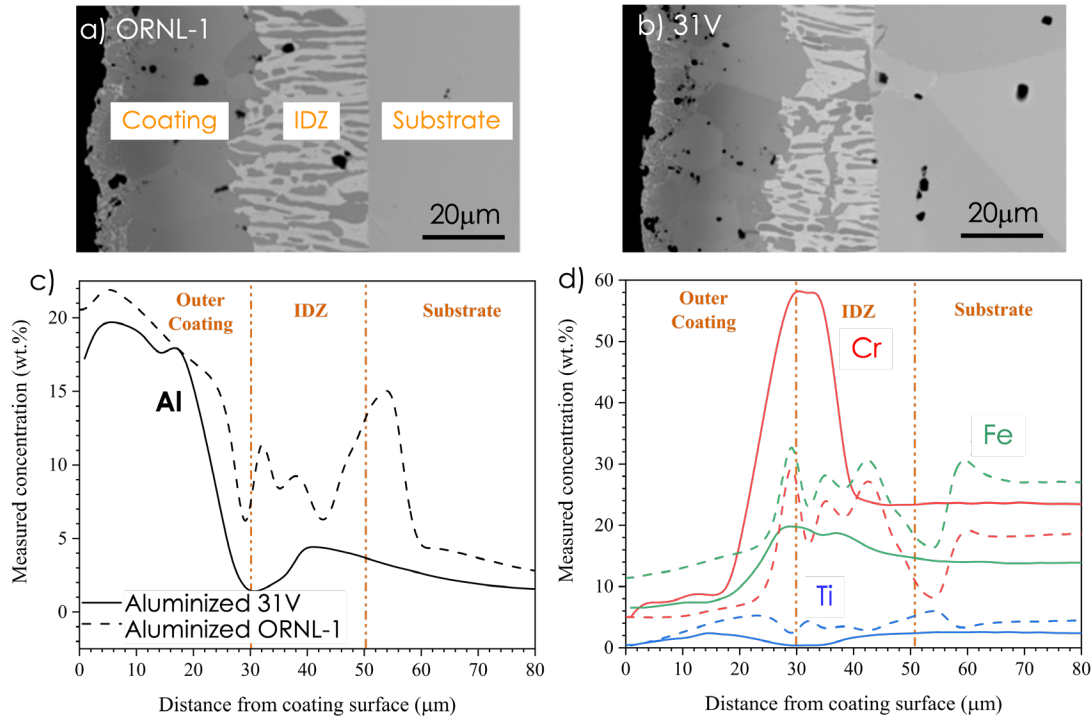 a) ORNL-1
Coating
IDZ
Substrate
20μm
b) 31V
20μm
c)
Outer
Coating
IDZ
Substrate
Al
Aluminized 31V
Aluminized ORNL-1
Measured concentration (wt.%)
20
15
10
5
0
0 10 20 30 40 50 60 70 80
Distance from coating surface (μm)
d)
Outer
Coating
IDZ
Substrate
Cr
Fe
Ti
Measured concentration (wt.%)
60
50
40
30
20
10
0
0 10 20 30 40 50 60 70 80
Distance from coating surface (μm)